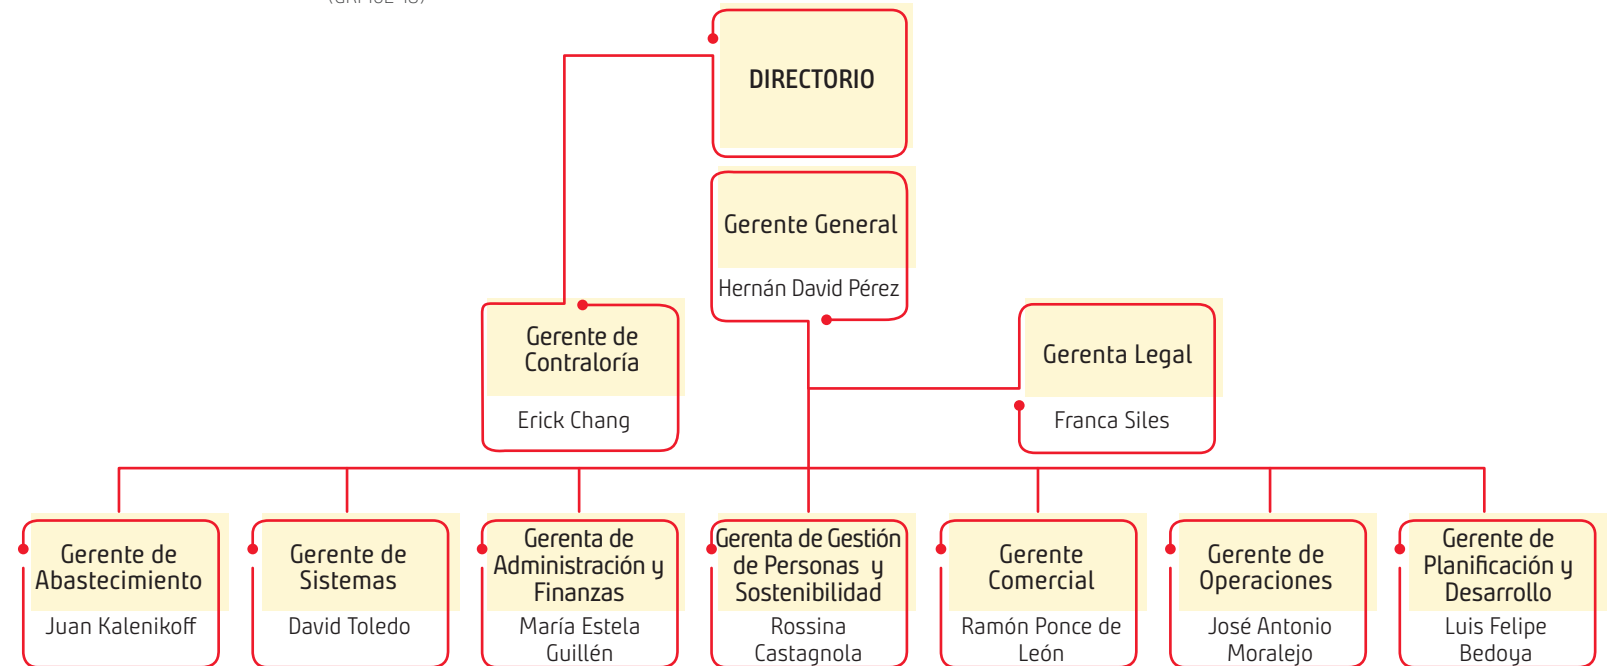 DIRECTORIO
Gerente General
Hernán David Pérez
Gerente de
Contraloría
Erick Chang
Gerenta Legal
Franca Siles
Gerente de
Abastecimiento
Juan Kalenikoff
Gerente de
Sistemas
David Toledo
Gerenta de
Administración y
Finanzas
María Estela
Guillén
Gerenta de Gestión
de Personas y
Sostenibilidad
Rossina
Castagnola
Gerente
Comercial
Ramón Ponce de
León
Gerente de
Operaciones
José Antonio
Moralejo
Gerente de
Planificación y
Desarrollo
Luis Felipe
Bedoya